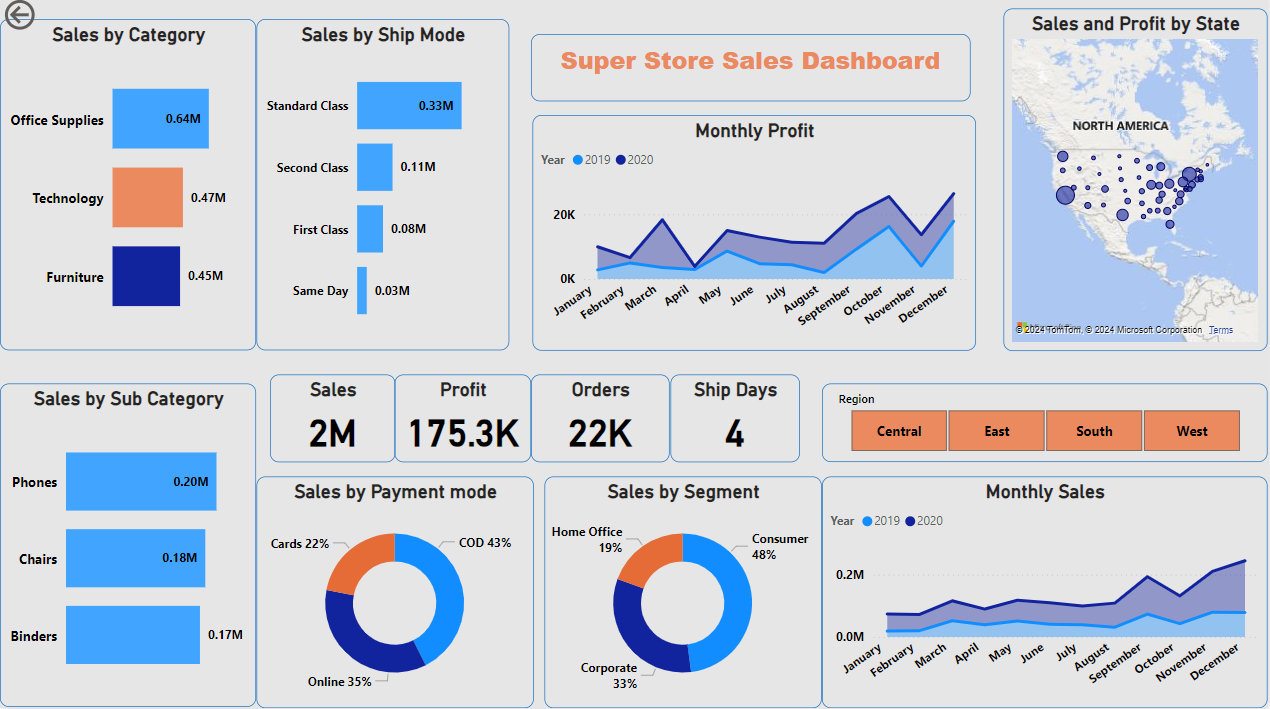 Sales by Category
Office Supplies
0.64M
Technology
0.47M
Furniture
0.45M
Sales by Ship Mode
Standard Class
0.33M
Second Class
0.11M
First Class
0.08M
Same Day
0.03M
Super Store Sales Dashboard
Monthly Profit
Year 2019 2020
20K
0K
January
February
March
April
May
June
July
August
September
October
November
December
Sales and Profit by State
NORTH AMERICA
© 2024 TomTom, © 2024 Microsoft Corporation Terms
Sales by Sub Category
Phones
0.20M
Chairs
0.18M
Binders
0.17M
Sales
2M
Profit
175.3K
Orders
22K
Ship Days
4
Region
Central
East
South
West
Sales by Payment mode
Cards 22%
COD 43%
Online 35%
Sales by Segment
Home Office
19%
Consumer
48%
Corporate
33%
Monthly Sales
Year 2019 2020
0.2M
0.0M
January
February
March
April
May
June
July
August
September
October
November
December